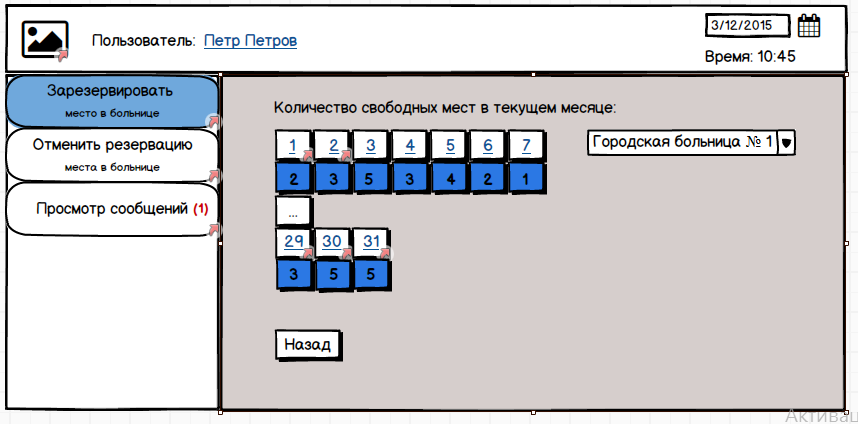 3/12/2015
Пользователь: Петр Петров
Время: 10:45
Зарезервировать
место в больнице
Отменить резервацию
места в больнице
Просмотр сообщений (1)
Количество свободных мест в текущем месяце:
Городская больница № 1
1 2 3 4 5 6 7
2 3 5 3 4 2 1
...
29 30 31
3 5 5
Назад
Активац